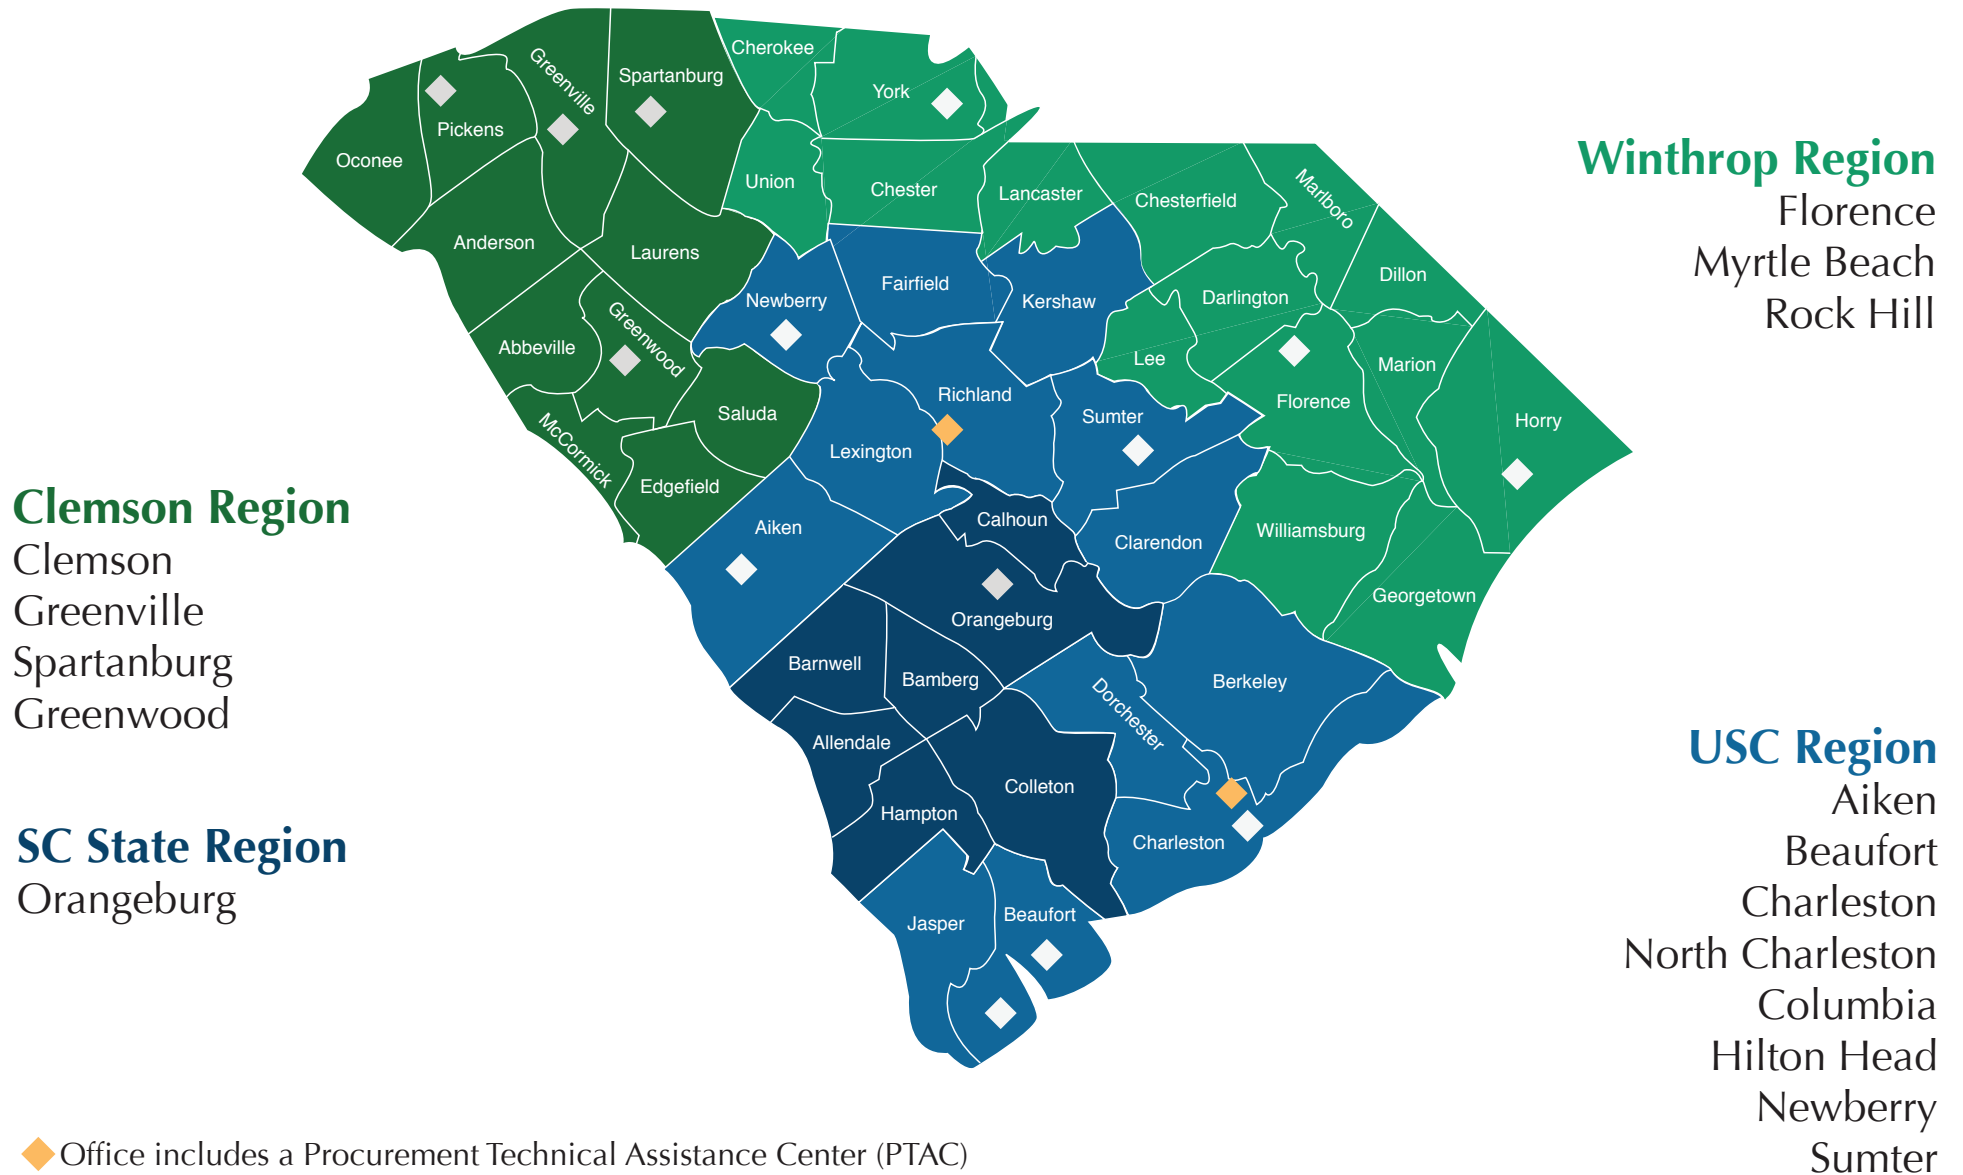 Cherokee
York
Greenville
Spartanburg
Pickens
Oconee
Union
Chester
Lancaster
Chesterfield
Marlboro
Anderson
Laurens
Newberry
Fairfield
Kershaw
Darlington
Dillon
Abbeville
Greenwood
Lee
Marion
Saluda
Richland
Sumter
Florence
Horry
McCormick
Edgefield
Lexington
Aiken
Calhoun
Clarendon
Williamsburg
Orangeburg
Georgetown
Barnwell
Bamberg
Dorchester
Berkeley
Allendale
Colleton
Hampton
Charleston
Jasper
Beaufort
Winthrop Region
Florence
Myrtle Beach
Rock Hill
Clemson Region
Clemson
Greenville
Spartanburg
Greenwood
SC State Region
Orangeburg
USC Region
Aiken
Beaufort
Charleston
North Charleston
Columbia
Hilton Head
Newberry
Sumter
Office includes a Procurement Technical Assistance Center (PTAC)